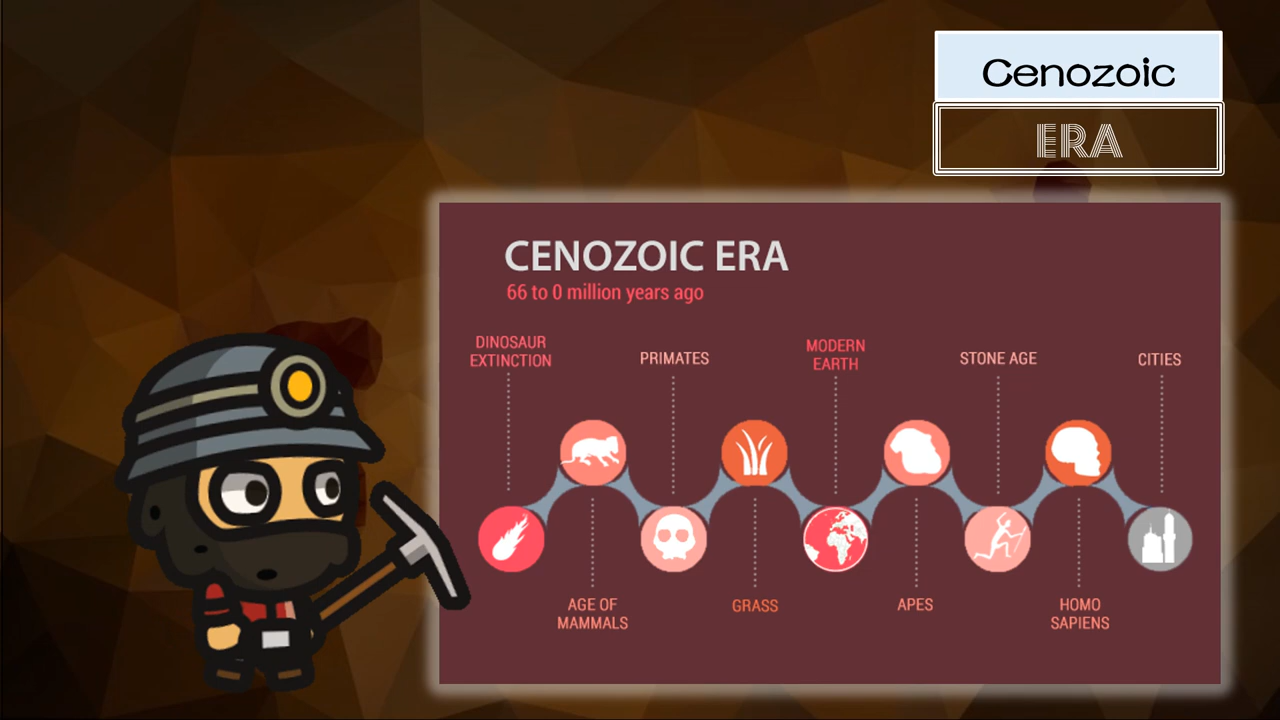 Cenozoic
ERA
CENOZOIC ERA
66 to 0 million years ago
DINOSAUR
EXTINCTION
PRIMATES
MODERN
EARTH
STONE AGE
CITIES
AGE OF
MAMMALS
GRASS
APES
HOMO
SAPIENS